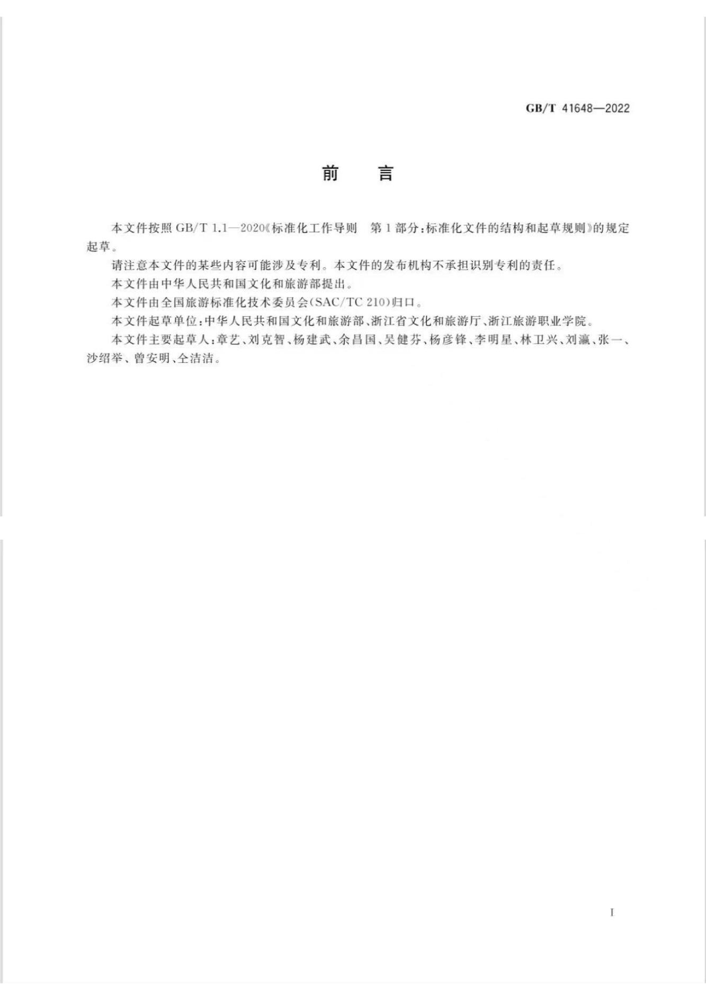 GB/T 41648—2022
前 言
本文件按照 GB/T 1.1—2020《标准化工作导则 第 1 部分:标准化文件的结构和起草规则》的规定
起草。
请注意本文件的某些内容可能涉及专利。本文件的发布机构不承担识别专利的责任。
本文件由中华人民共和国文化和旅游部提出。
本文件由全国旅游标准化技术委员会(SAC/TC 210)归口。
本文件起草单位:中华人民共和国文化和旅游部、浙江省文化和旅游厅、浙江旅游职业学院。
本文件主要起草人:章艺、刘克智、杨建武、余昌国、吴健芬、杨彦锋、李明星、林卫兴、刘瀛、张一、
沙绍举、曾安明、仝洁洁。
I